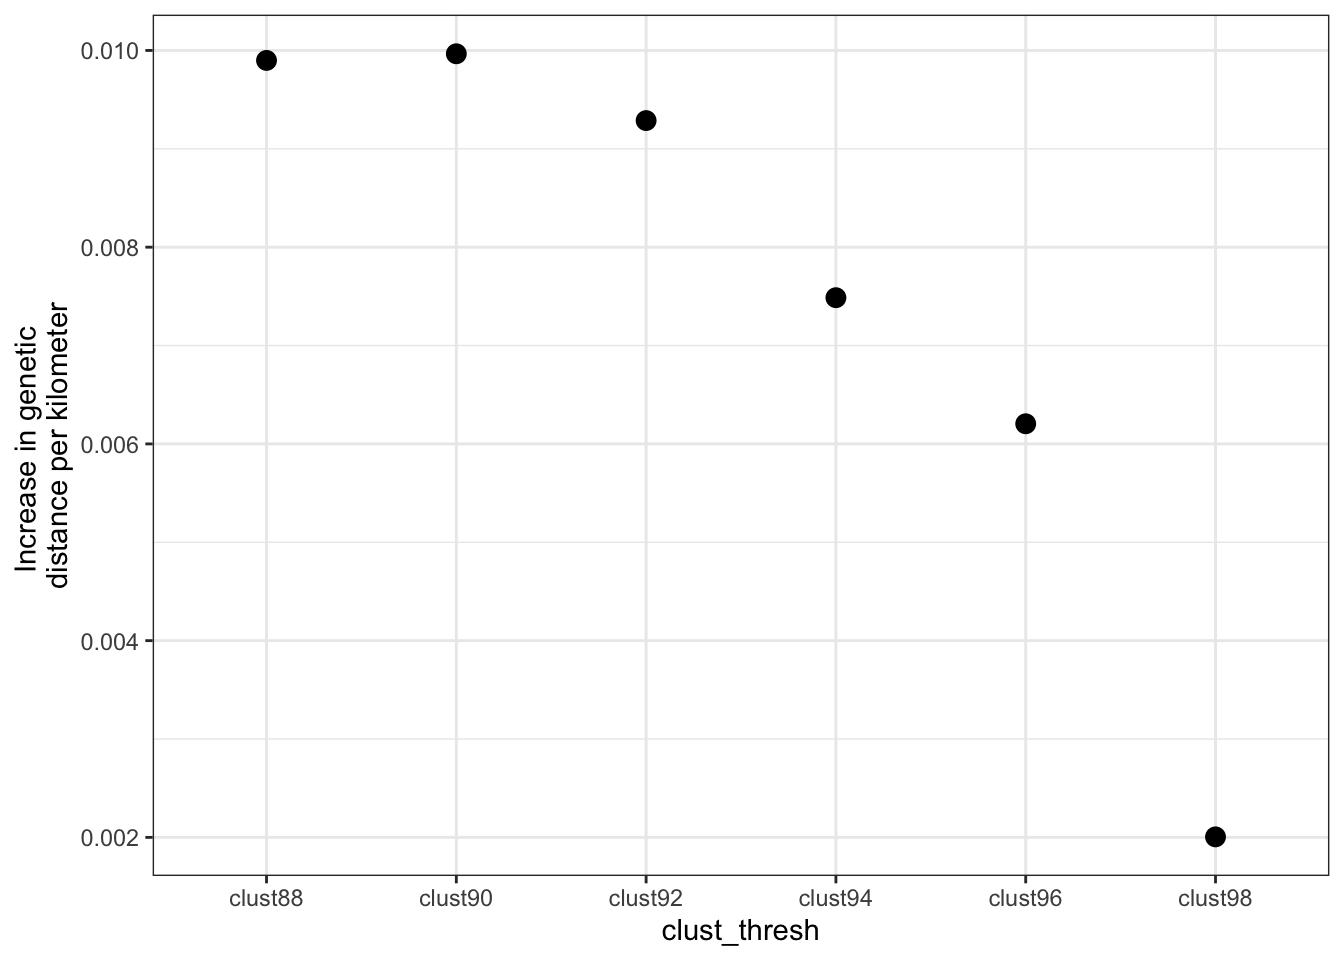 Increase in genetic
distance per kilometer
0.010
0.008
0.006
0.004
0.002
clust88
clust90
clust92
clust94
clust96
clust98
clust_thresh